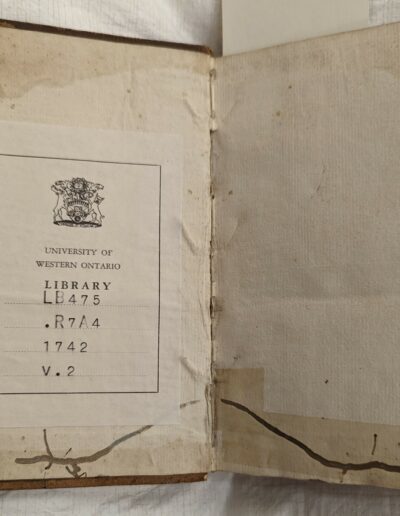 UNIVERSITY OF
WESTERN ONTARIO
LIBRARY
LB475
.R7A4
1742
v.2